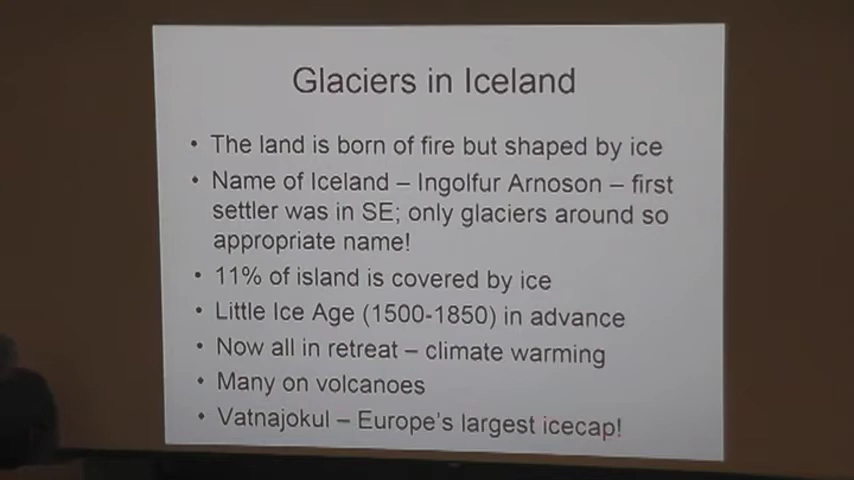 Glaciers in Iceland
• The land is born of fire but shaped by ice
• Name of Iceland – Ingolfur Arnoson – first
settler was in SE; only glaciers around so
appropriate name!
• 11% of island is covered by ice
• Little Ice Age (1500-1850) in advance
• Now all in retreat – climate warming
• Many on volcanoes
• Vatnajokul – Europe's largest icecap!